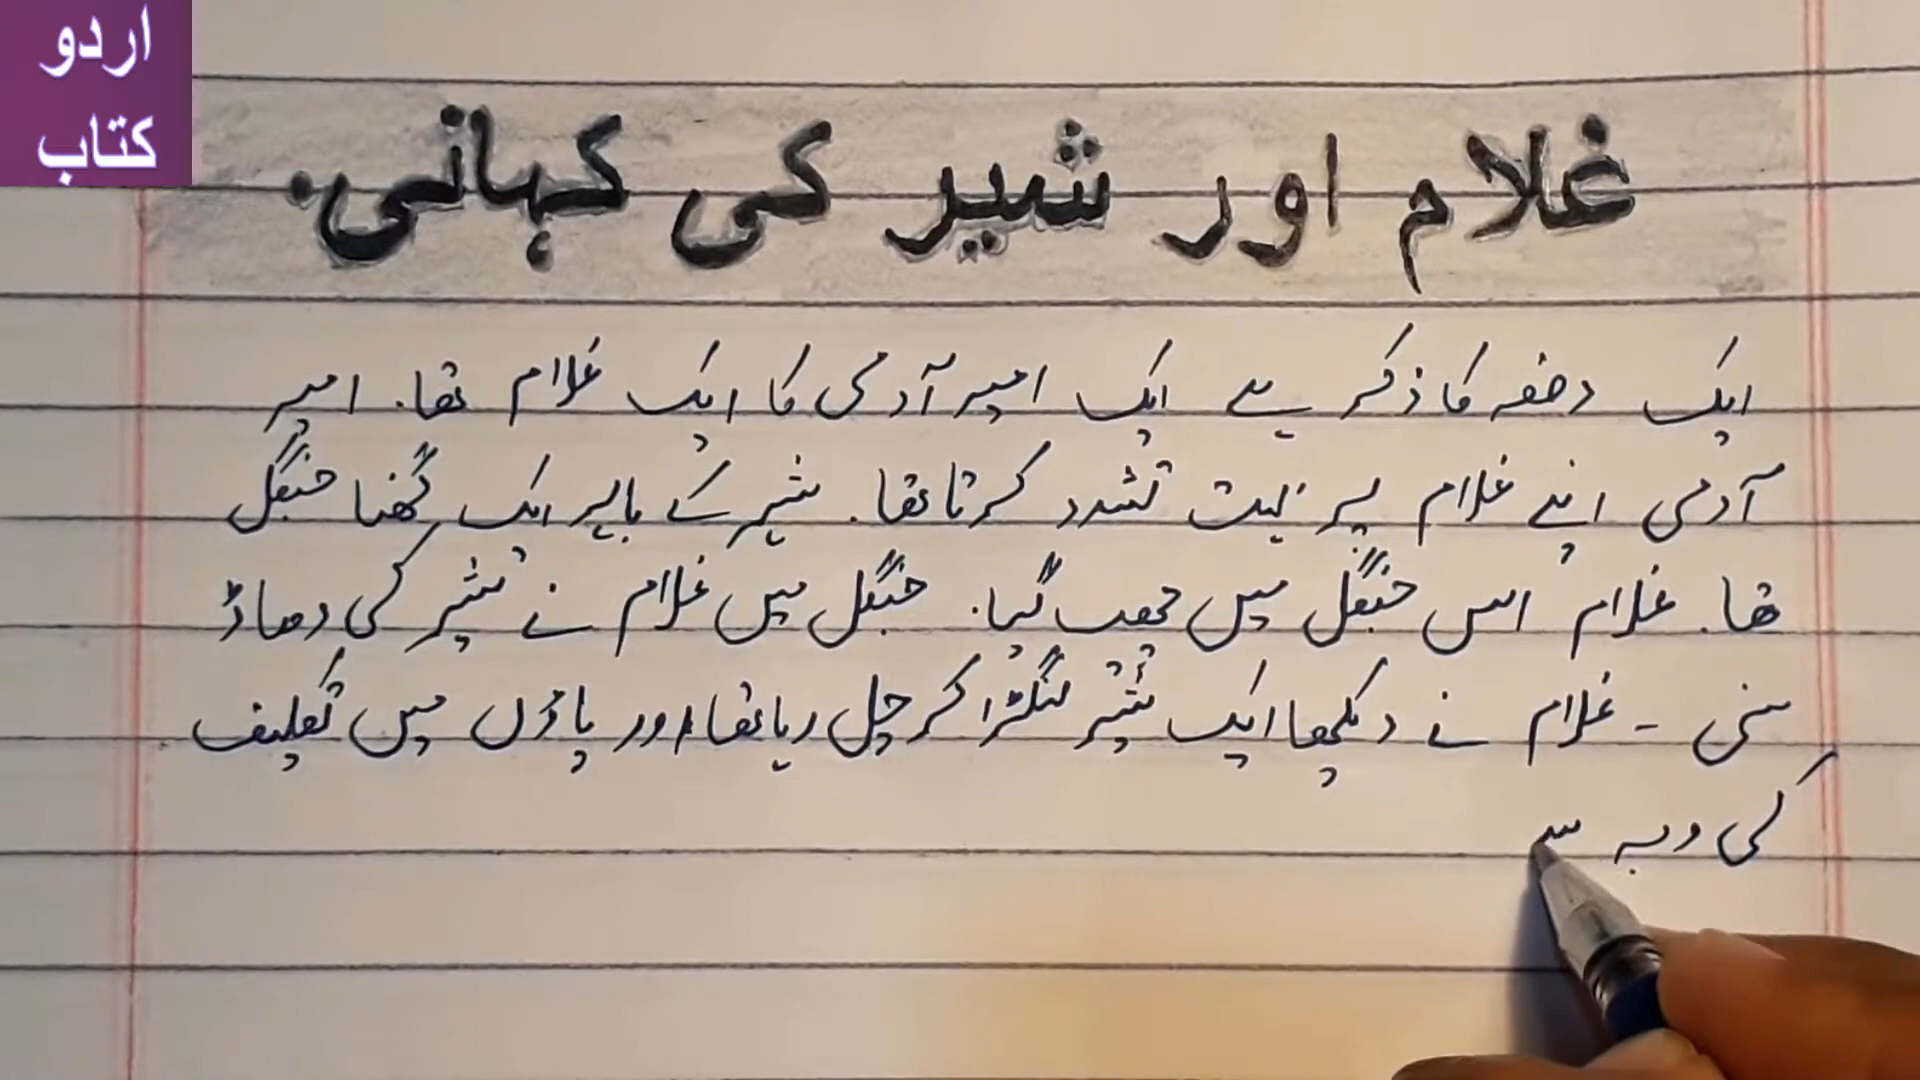 اردو
کتاب
غلام اور شیر کی کہانی.
ایک دفعہ کا ذکر ہے ایک امیر آدمی کا ایک غلام تھا. امیر
آدمی اپنے غلام پر بہت تشدد کرتا تھا. شہر کے باہر ایک گھنا جنگل
تھا. غلام اس جنگل میں چھپ گیا. جنگل میں غلام نے شیر کی دھاڑ
سنی - غلام نے دیکھا ایک شیر لنگڑا کر چل رہا تھا اور پاؤں میں تکلیف
کی وجہ سے